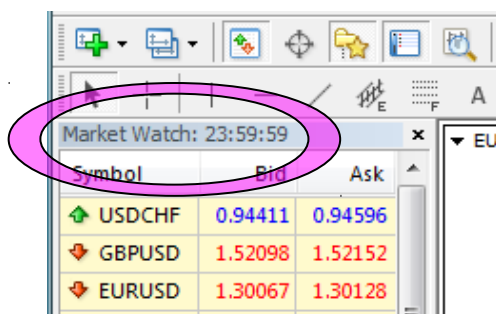 E
F
A
Market Watch: 23:59:59
EU
Symbol Bid Ask
USDCHF 0.94411 0.94596
GBPUSD 1.52098 1.52152
EURUSD 1.30067 1.30128